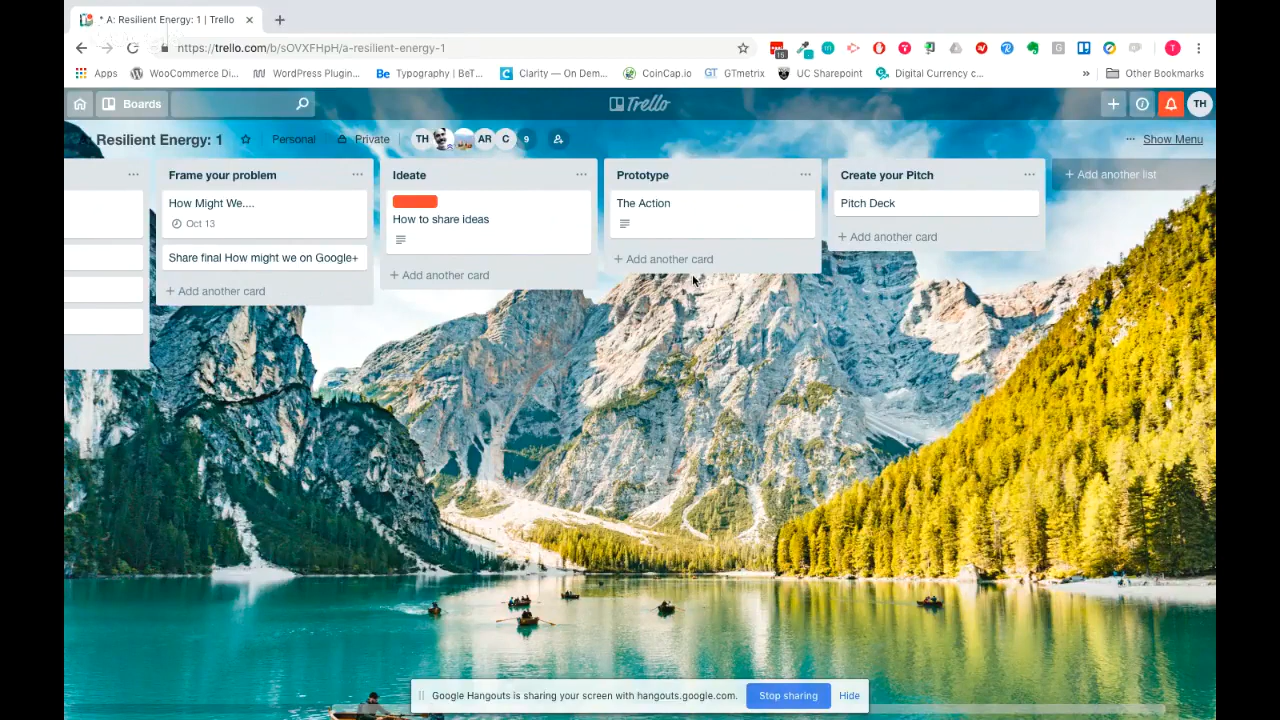 * A: Resilient Energy: 1 | Trello
https://trello.com/b/sOVXFHpH/a-resilient-energy-1
15
T
Apps
WooCommerce Di...
WordPress Plugin...
Be Typography | BeT...
Clarity — On Dem...
CoinCap.io
GT GTmetrix
UC Sharepoint
Digital Currency c...
» Other Bookmarks
Boards
Trello
TH
Resilient Energy: 1
Personal
Private
TH AR C 9
... Show Menu
Frame your problem
How Might We....
Oct 13
Share final How might we on Google+
+ Add another card
Ideate
How to share ideas
+ Add another card
Prototype
The Action
+ Add another card
Create your Pitch
Pitch Deck
+ Add another card
+ Add another list
Google Hangouts is sharing your screen with hangouts.google.com.
Stop sharing
Hide